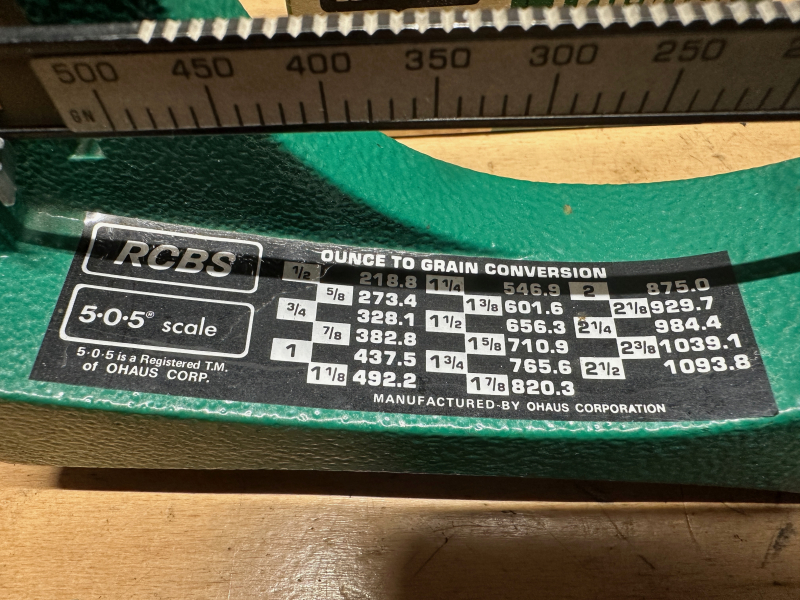 500 450 400 350 300 250
GN
RCBS
5·0·5® scale
5·0·5 is a Registered T.M.
of OHAUS CORP.
OUNCE TO GRAIN CONVERSION
1/2 218.8
5/8 273.4
3/4 328.1
7/8 382.8
1 437.5
1 1/8 492.2
1 1/4 546.9
1 3/8 601.6
1 1/2 656.3
1 5/8 710.9
1 3/4 765.6
1 7/8 820.3
2 875.0
2 1/8 929.7
2 1/4 984.4
2 3/8 1039.1
2 1/2 1093.8
MANUFACTURED-BY OHAUS CORPORATION